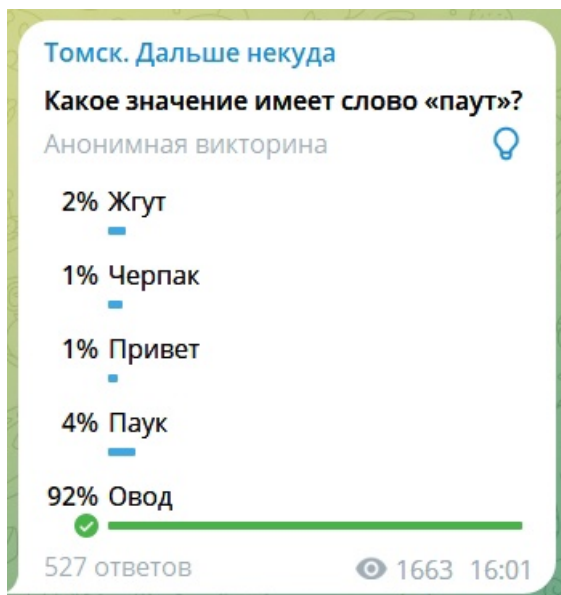 Томск. Дальше некуда
Какое значение имеет слово «паут»?
Анонимная викторина
2% Жгут
1% Черпак
1% Привет
4% Паук
92% Овод
527 ответов 1663 16:01